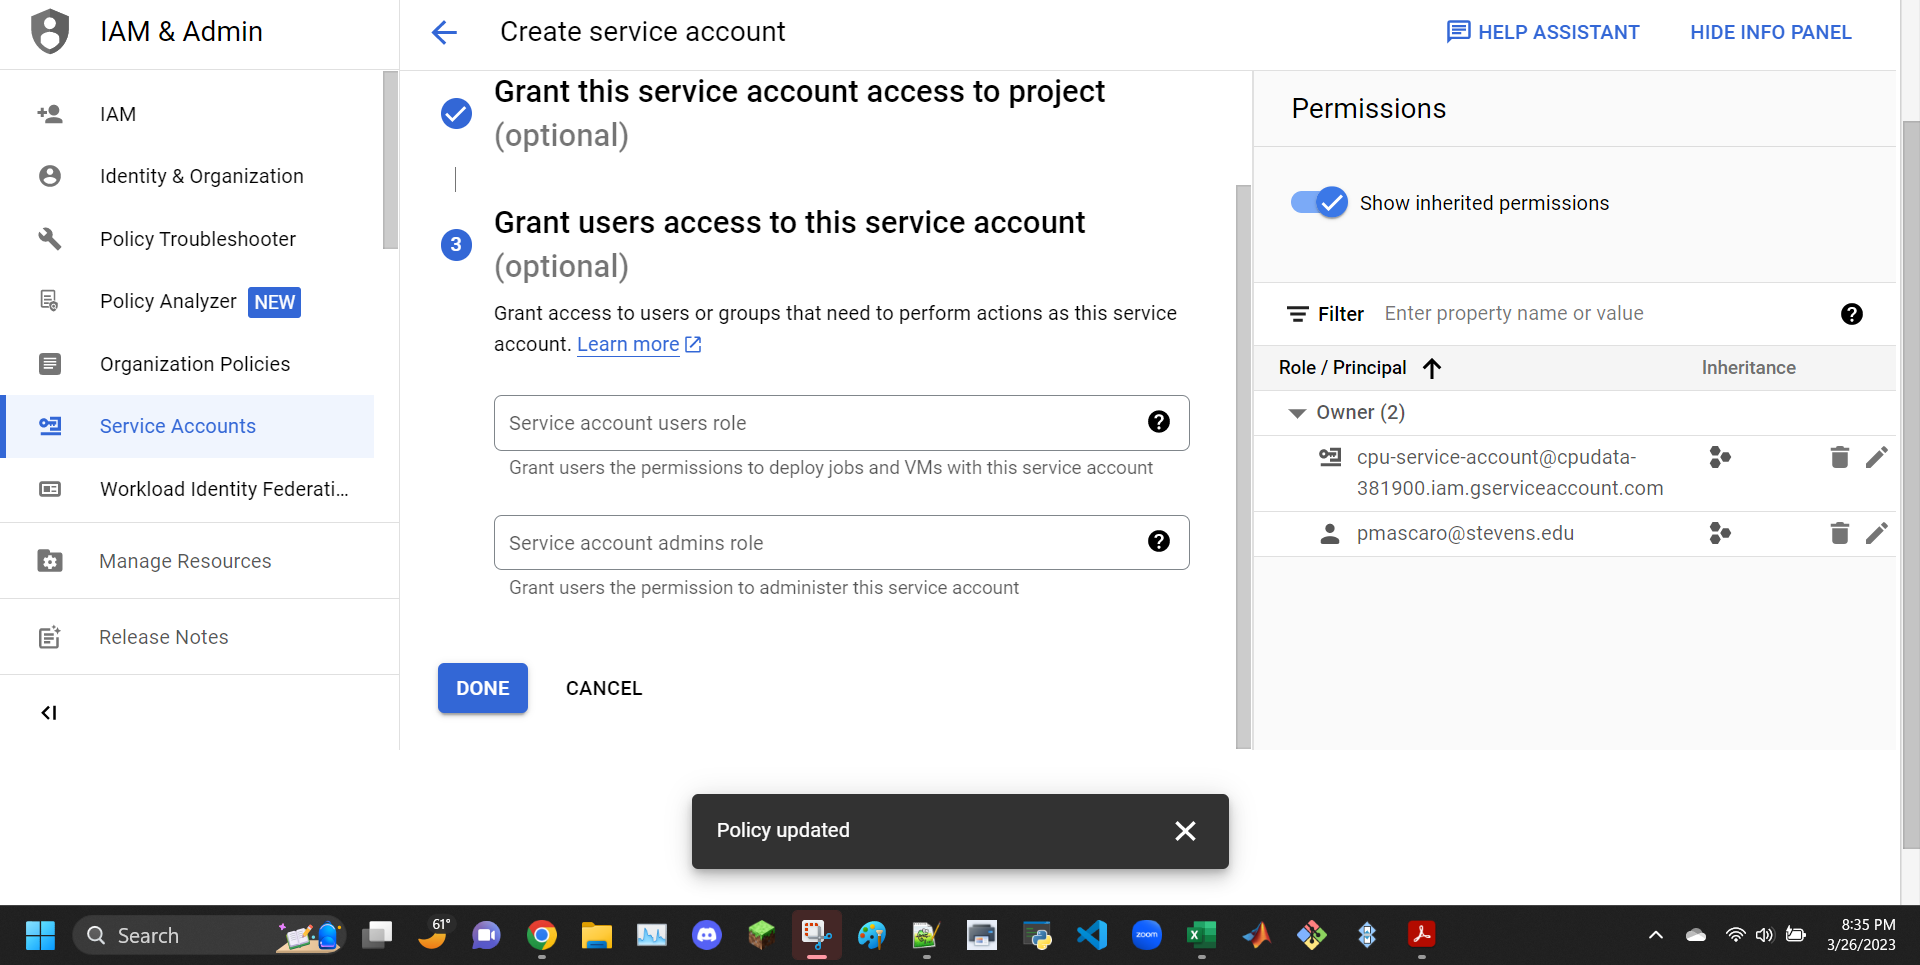 IAM & Admin
Create service account
HELP ASSISTANT
HIDE INFO PANEL
IAM
Identity & Organization
Policy Troubleshooter
Policy Analyzer NEW
Organization Policies
Service Accounts
Workload Identity Federati...
Manage Resources
Release Notes
Grant this service account access to project
(optional)
3
Grant users access to this service account
(optional)
Grant access to users or groups that need to perform actions as this service
account. Learn more
Service account users role
Grant users the permissions to deploy jobs and VMs with this service account
Service account admins role
Grant users the permission to administer this service account
DONE
CANCEL
Permissions
Show inherited permissions
Filter Enter property name or value
Role / Principal
Inheritance
Owner (2)
cpu-service-account@cpudata-
381900.iam.gserviceaccount.com
pmascaro@stevens.edu
Policy updated
Search
61°
zoom
8:35 PM
3/26/2023